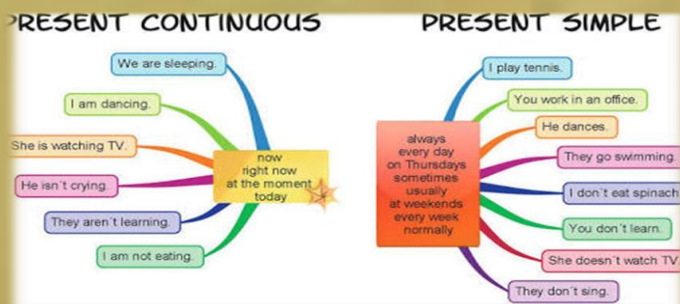 PRESENT CONTINUOUS
We are sleeping.
I am dancing.
She is watching TV.
He isn´t crying.
They aren´t learning.
I am not eating.
now
right now
at the moment
today
PRESENT SIMPLE
always
every day
on Thursdays
sometimes
usually
at weekends
every week
normally
I play tennis.
You work in an office.
He dances.
They go swimming.
I don´t eat spinach
You don´t learn.
She doesn´t watch TV.
They don´t sing.